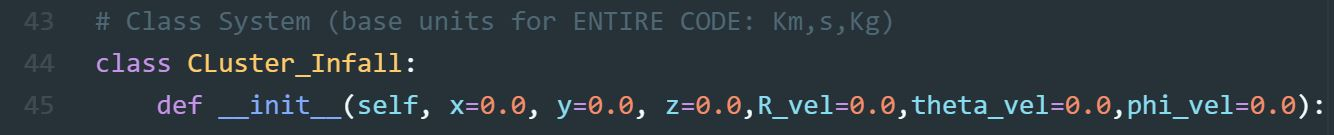 43 # Class System (base units for ENTIRE CODE: Km,s,Kg)
44 class CLuster_Infall:
45 def __init__(self, x=0.0, y=0.0, z=0.0,R_vel=0.0,theta_vel=0.0,phi_vel=0.0):